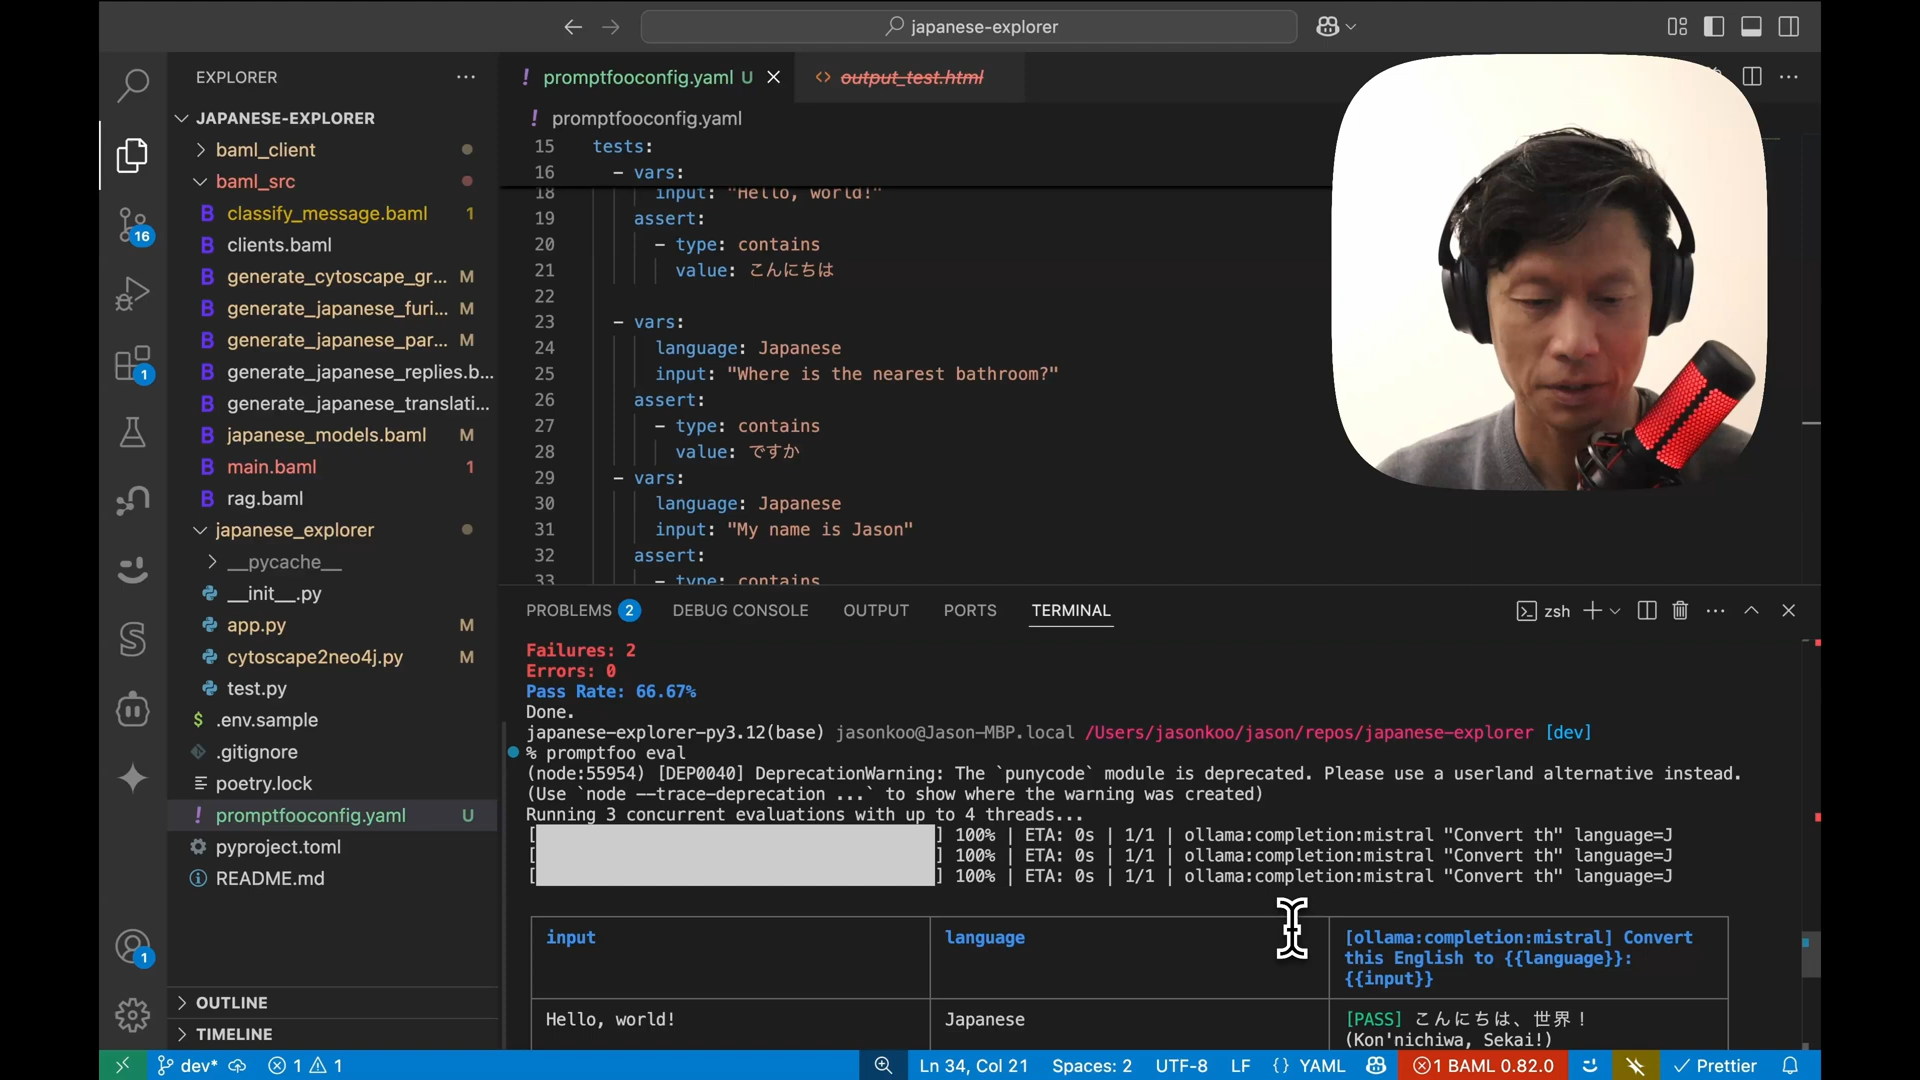 japanese-explorer
EXPLORER
JAPANESE-EXPLORER
baml_client
baml_src
classify_message.baml 1
clients.baml
generate_cytoscape_gr... M
generate_japanese_furi... M
generate_japanese_par... M
generate_japanese_replies.b...
generate_japanese_translati...
japanese_models.baml M
main.baml 1
rag.baml
japanese_explorer
__pycache__
__init__.py
app.py M
cytoscape2neo4j.py M
test.py
.env.sample
.gitignore
poetry.lock
promptfooconfig.yaml U
pyproject.toml
README.md
OUTLINE
TIMELINE
16
1
1
promptfooconfig.yaml U
output_test.html
promptfooconfig.yaml
15 tests:
16 - vars:
18 input: "Hello, world!"
19 assert:
20 - type: contains
21 value: こんにちは
22
23 - vars:
24 language: Japanese
25 input: "Where is the nearest bathroom?"
26 assert:
27 - type: contains
28 value: ですか
29 - vars:
30 language: Japanese
31 input: "My name is Jason"
32 assert:
33 - type: contains
PROBLEMS 2 DEBUG CONSOLE OUTPUT PORTS TERMINAL
zsh
Failures: 2
Errors: 0
Pass Rate: 66.67%
Done.
japanese-explorer-py3.12(base) jasonkoo@Jason-MBP.local /Users/jasonkoo/jason/repos/japanese-explorer [dev]
% promptfoo eval
(node:55954) [DEP0040] DeprecationWarning: The `punycode` module is deprecated. Please use a userland alternative instead.
(Use `node --trace-deprecation ...` to show where the warning was created)
Running 3 concurrent evaluations with up to 4 threads...
[ ] 100% | ETA: 0s | 1/1 | ollama:completion:mistral "Convert th" language=J
[ ] 100% | ETA: 0s | 1/1 | ollama:completion:mistral "Convert th" language=J
[ ] 100% | ETA: 0s | 1/1 | ollama:completion:mistral "Convert th" language=J
input
language
[ollama:completion:mistral] Convert
this English to {{language}}:
{{input}}
Hello, world!
Japanese
[PASS] こんにちは、世界！
(Kon'nichiwa, Sekai!)
dev* 1 1
Ln 34, Col 21 Spaces: 2 UTF-8 LF {} YAML 1 BAML 0.82.0 Prettier